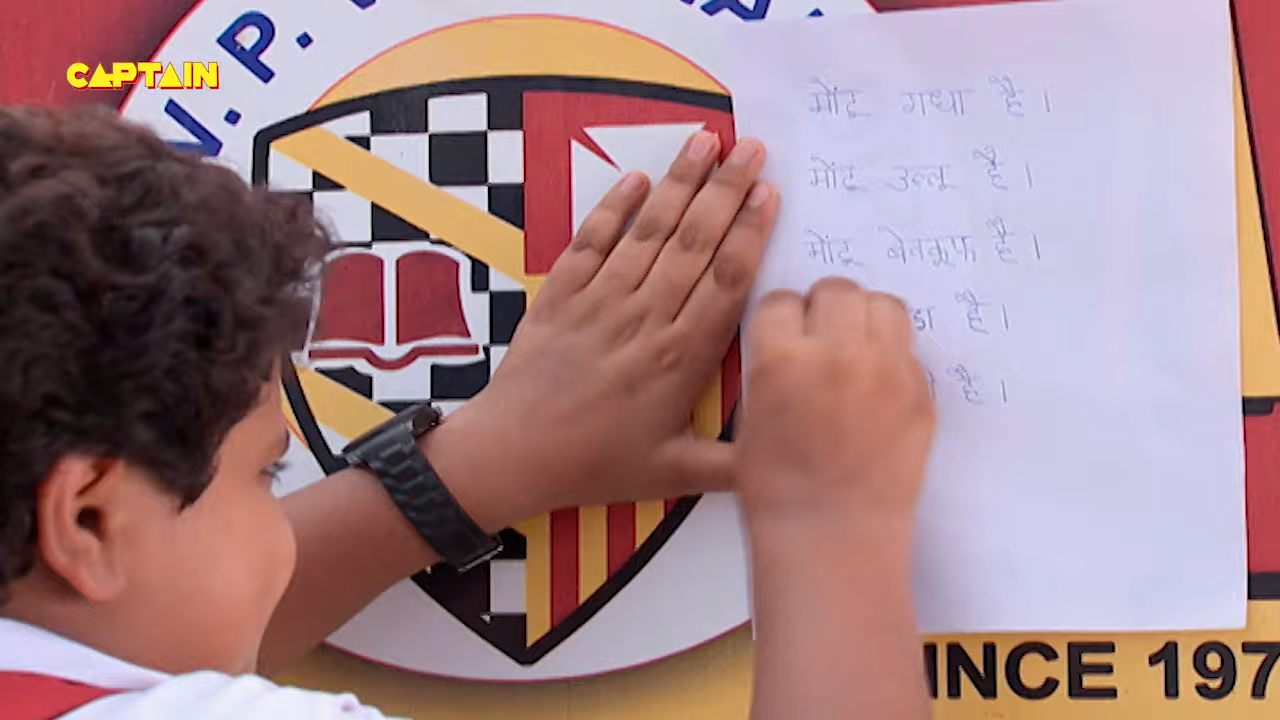 CAPTAIN
V.P.
मोंटू गधा है।
मोंटू उल्लू है।
मोंटू बेवकूफ है।
है।
है।
INCE 197